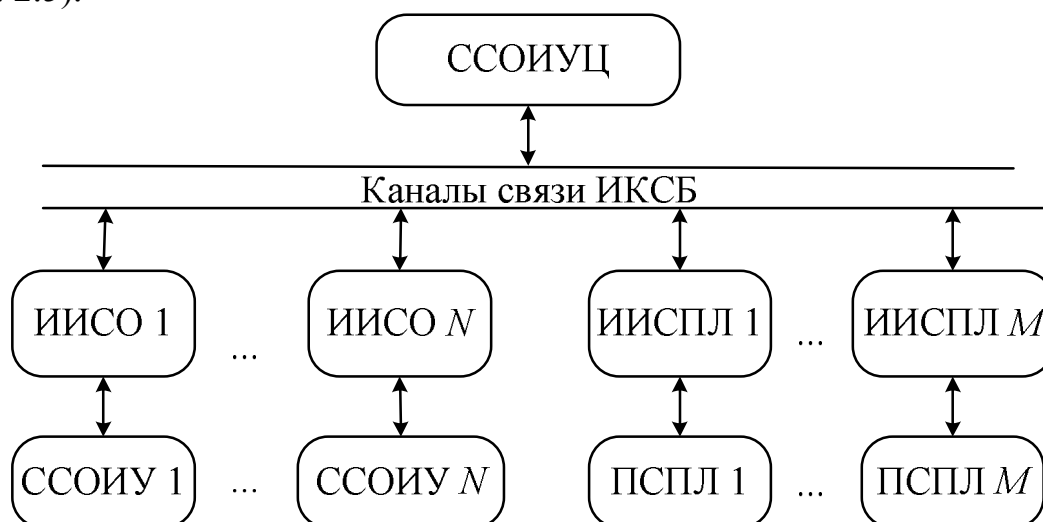 2.3).
ССОИУЦ
Каналы связи ИКСБ
ИИСО 1 ... ИИСО N ИИСПЛ 1 ... ИИСПЛ M
ССОИУ 1 ... ССОИУ N ПСПЛ 1 ... ПСПЛ M